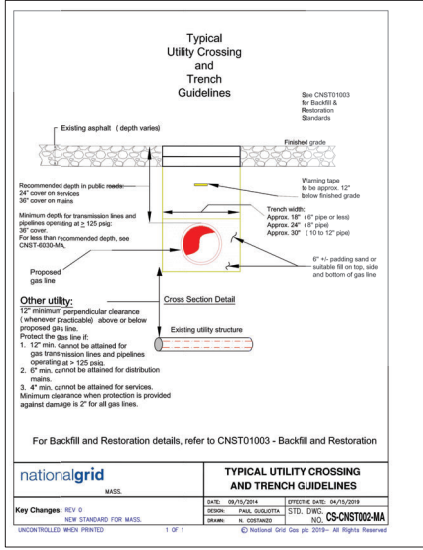 Typical
Utility Crossing
and
Trench
Guidelines
See CNST01003
for Backfill &
Restoration
Standards
Existing asphalt ( depth varies)
Finished grade
Recommended depth in public roads:
24" cover on services
36" cover on mains
Minimum depth for transmission lines and
pipelines operating at > 125 psig:
36" cover.
For less than recommended depth, see
CNST-6030-MA.
Proposed
gas line
Warning tape
to be approx. 12"
below finished grade
Trench width:
Approx. 18" (6" pipe or less)
Approx. 24" (8" pipe)
Approx. 30" ( 10 to 12" pipe)
6" +/- padding sand or
suitable fill on top, side
and bottom of gas line
Other utility:
12" minimum perpendicular clearance
( whenever practicable) above or below
proposed gas line.
Protect the gas line if:
1. 12" min. cannot be attained for
gas transmission lines and pipelines
operating at > 125 psig.
2. 6" min. cannot be attained for distribution
mains.
3. 4" min. cannot be attained for services.
Minimum clearance when protection is provided
against damage is 2" for all gas lines.
Cross Section Detail
Existing utility structure
For Backfill and Restoration details, refer to CNST01003 - Backfill and Restoration
nationalgrid
MASS.
TYPICAL UTILITY CROSSING
AND TRENCH GUIDELINES
Key Changes: REV 0
NEW STANDARD FOR MASS.
DATE: 09/15/2014
EFFECTIVE DATE: 04/15/2019
DESIGN: PAUL GUGLIOTTA
DRAWN: N. COSTANZO
STD. DWG.
NO. CS-CNST002-MA
UNCONTROLLED WHEN PRINTED
1 OF 1
© National Grid Gas plc 2019– All Rights Reserved